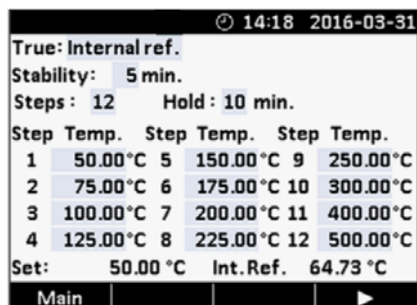 14:18 2016-03-31
True: Internal ref.
Stability: 5 min.
Steps: 12 Hold: 10 min.
Step Temp. Step Temp. Step Temp.
1 50.00°C 5 150.00°C 9 250.00°C
2 75.00°C 6 175.00°C 10 300.00°C
3 100.00°C 7 200.00°C 11 400.00°C
4 125.00°C 8 225.00°C 12 500.00°C
Set: 50.00 °C Int.Ref. 64.73 °C
Main